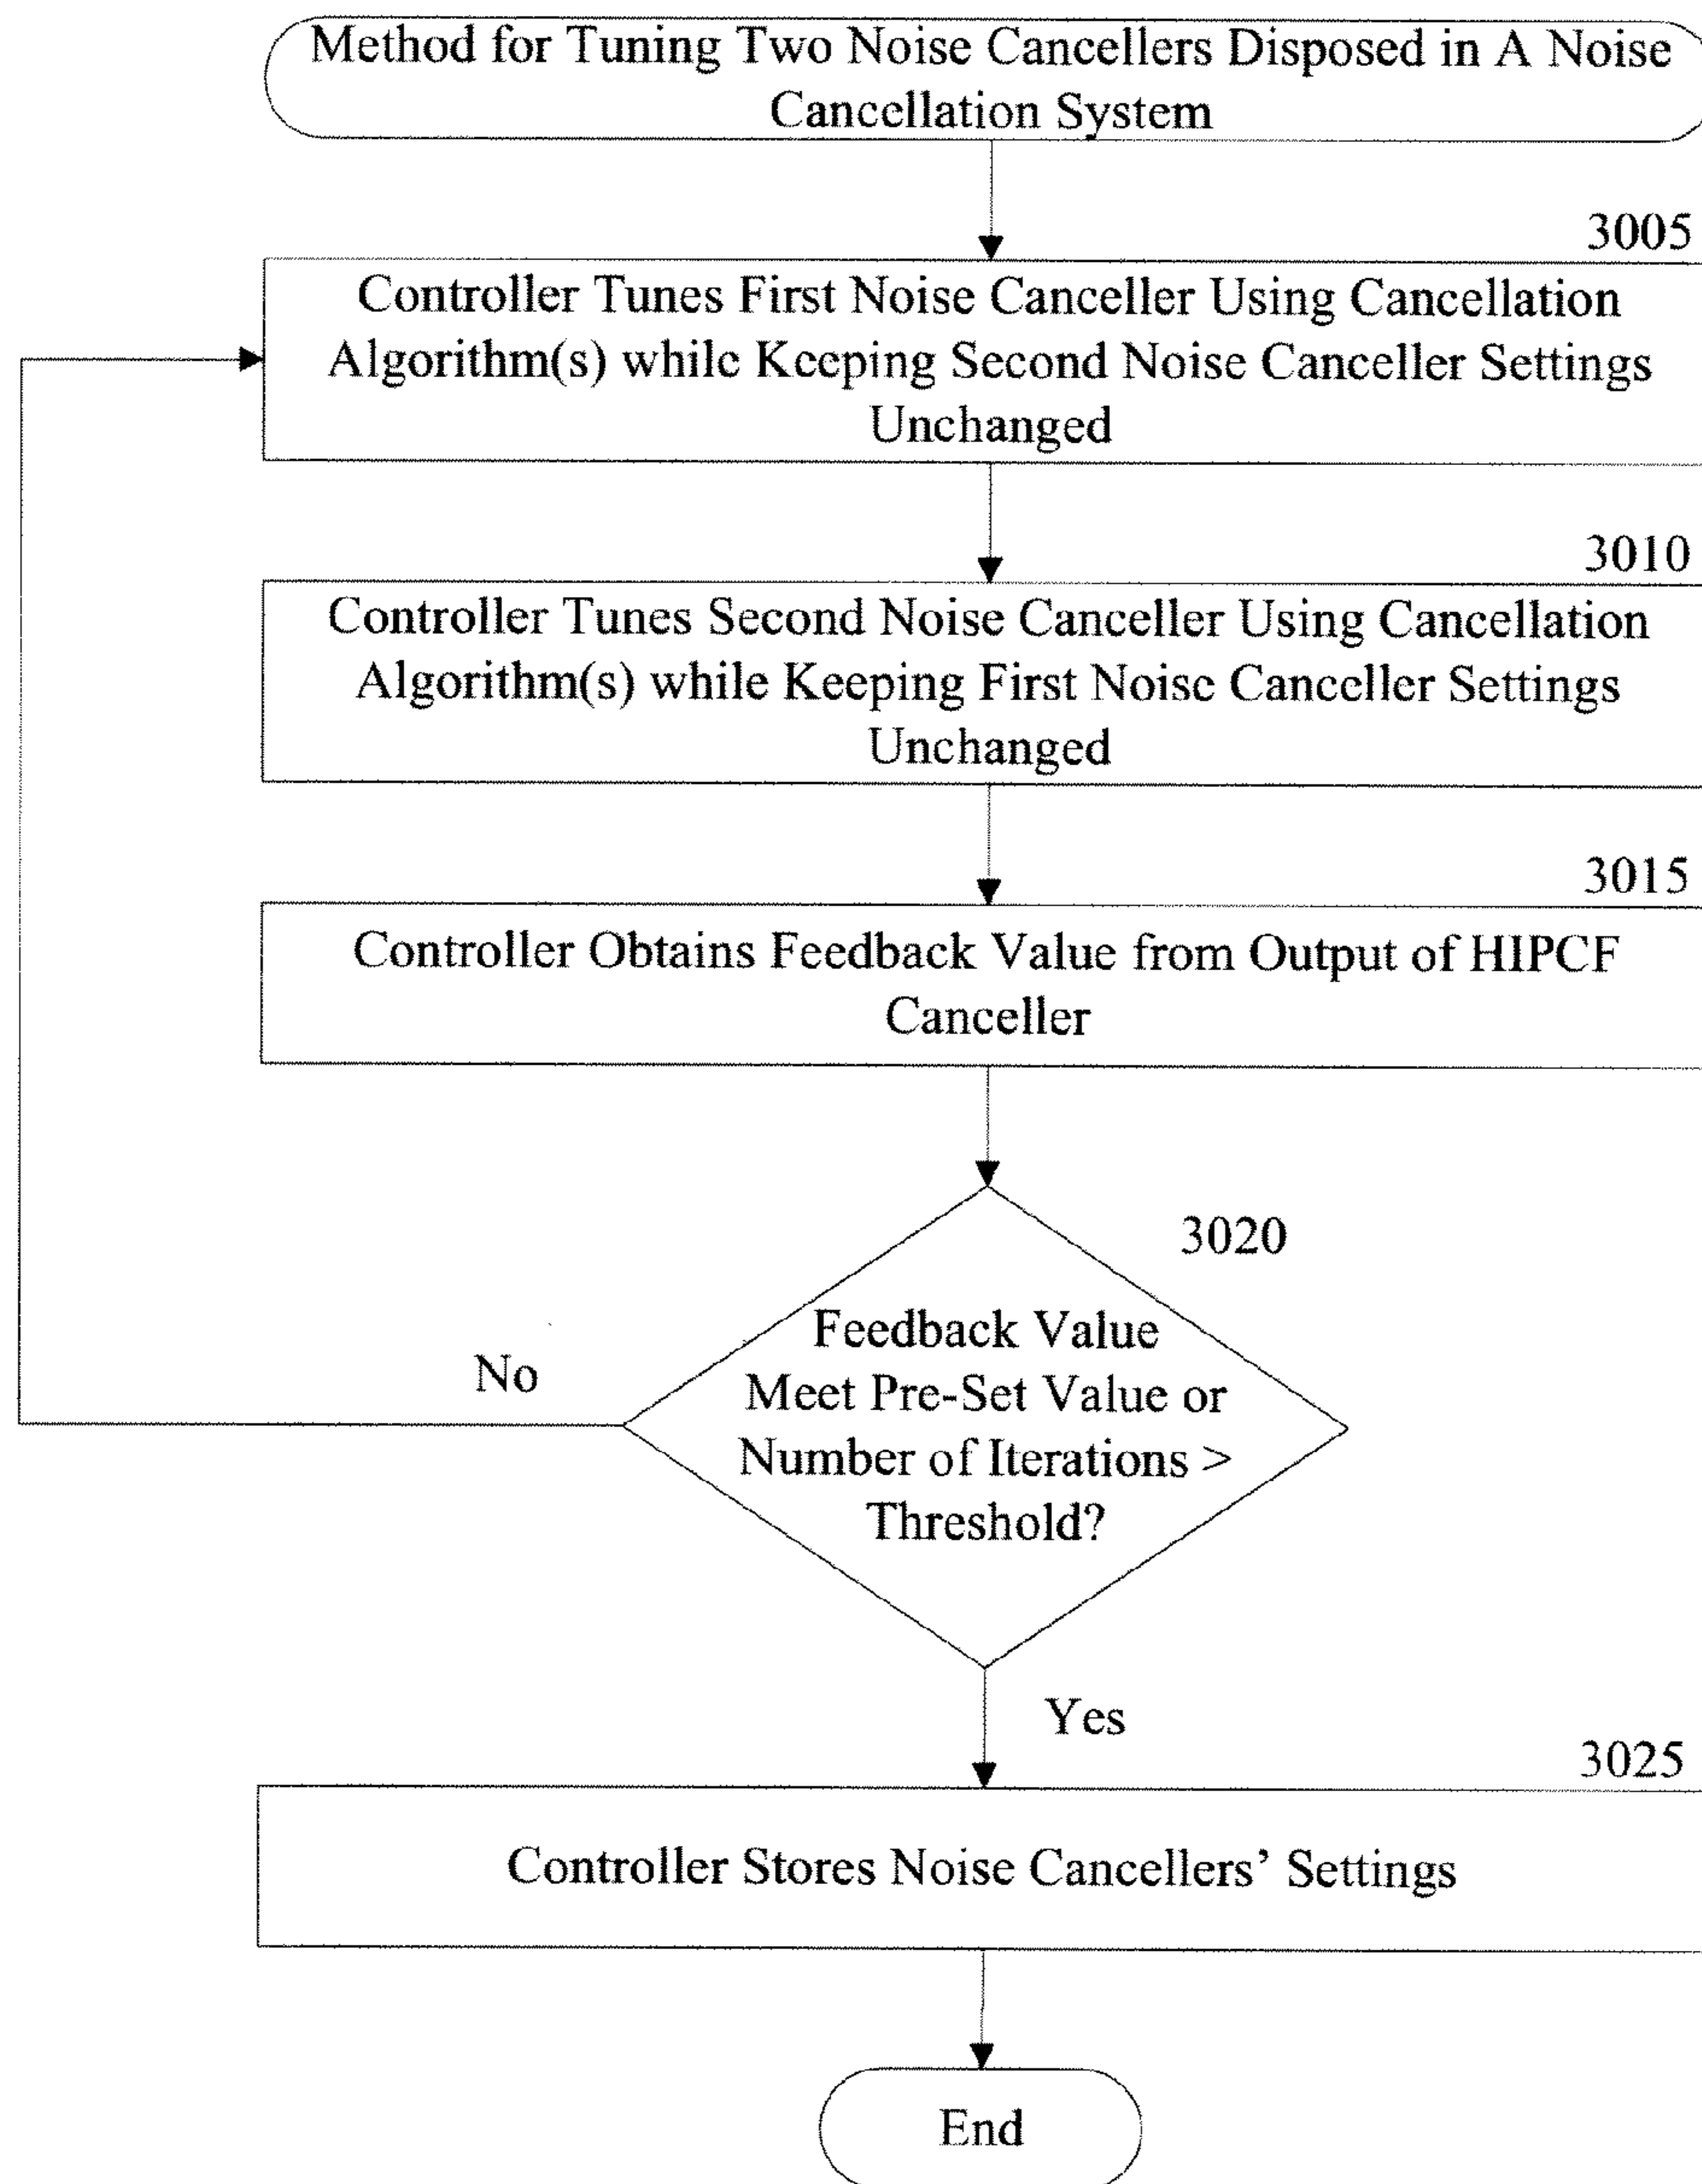 Method for Tuning Two Noise Cancellers Disposed in A Noise
Cancellation System
3005
Controller Tunes First Noise Canceller Using Cancellation
Algorithm(s) while Keeping Second Noise Canceller Settings
Unchanged
3010
Controller Tunes Second Noise Canceller Using Cancellation
Algorithm(s) while Keeping First Noise Canceller Settings
Unchanged
3015
Controller Obtains Feedback Value from Output of HIPCF
Canceller
3020
Feedback Value
Meet Pre-Set Value or
Number of Iterations >
Threshold?
No
Yes
3025
Controller Stores Noise Cancellers' Settings
End